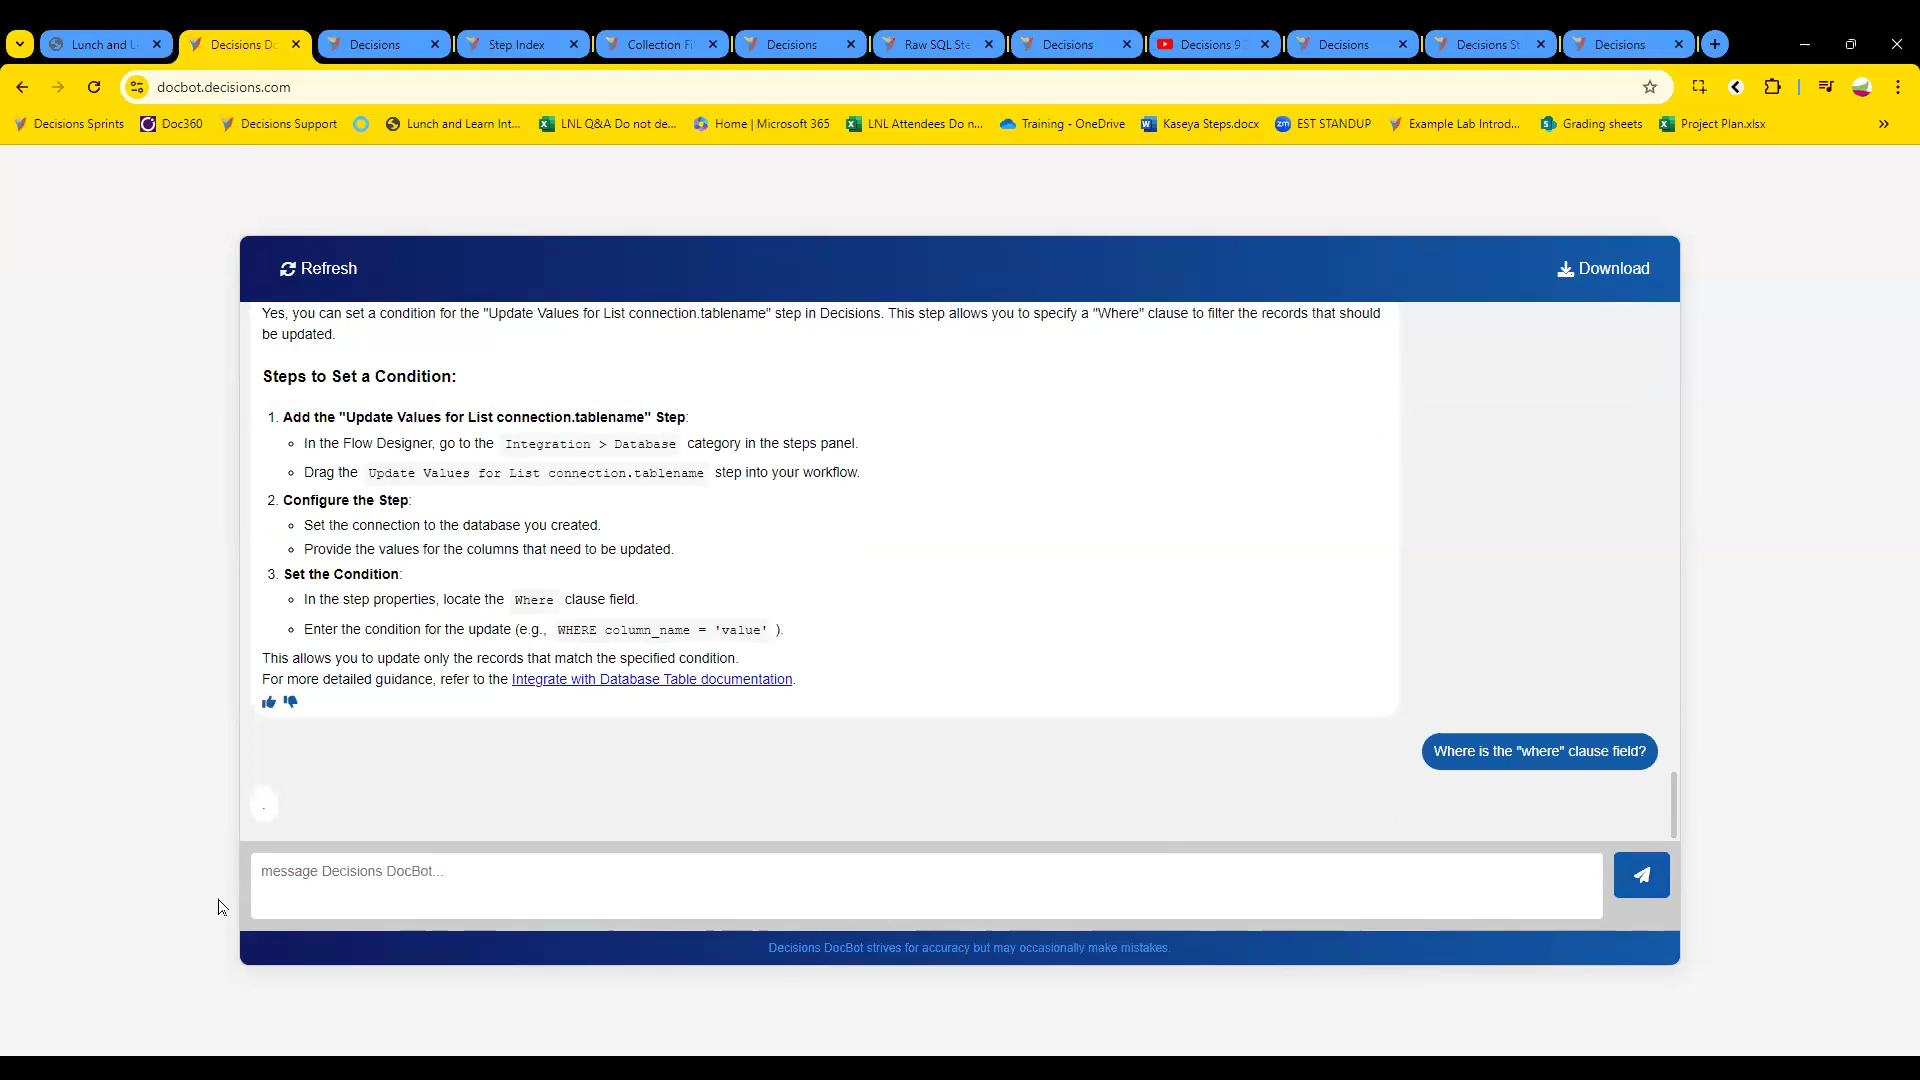 Lunch and L
Decisions Do
Decisions
Step Index
Collection Fi
Decisions
Raw SQL Ste
Decisions
Decisions 9.
Decisions
Decisions St
Decisions
docbot.decisions.com
Decisions Sprints
Doc360
Decisions Support
Lunch and Learn Int...
LNL Q&A Do not de...
Home | Microsoft 365
LNL Attendees Do n...
Training - OneDrive
Kaseya Steps.docx
EST STANDUP
Example Lab Introd...
Grading sheets
Project Plan.xlsx
Refresh
Download
Yes, you can set a condition for the "Update Values for List connection.tablename" step in Decisions. This step allows you to specify a "Where" clause to filter the records that should
be updated.
Steps to Set a Condition:
1. Add the "Update Values for List connection.tablename" Step:
In the Flow Designer, go to the Integration > Database category in the steps panel.
Drag the Update Values for List connection.tablename step into your workflow.
2. Configure the Step:
Set the connection to the database you created.
Provide the values for the columns that need to be updated.
3. Set the Condition:
In the step properties, locate the Where clause field.
Enter the condition for the update (e.g., WHERE column_name = 'value' ).
This allows you to update only the records that match the specified condition.
For more detailed guidance, refer to the Integrate with Database Table documentation.
Where is the "where" clause field?
.
message Decisions DocBot...
Decisions DocBot strives for accuracy but may occasionally make mistakes.